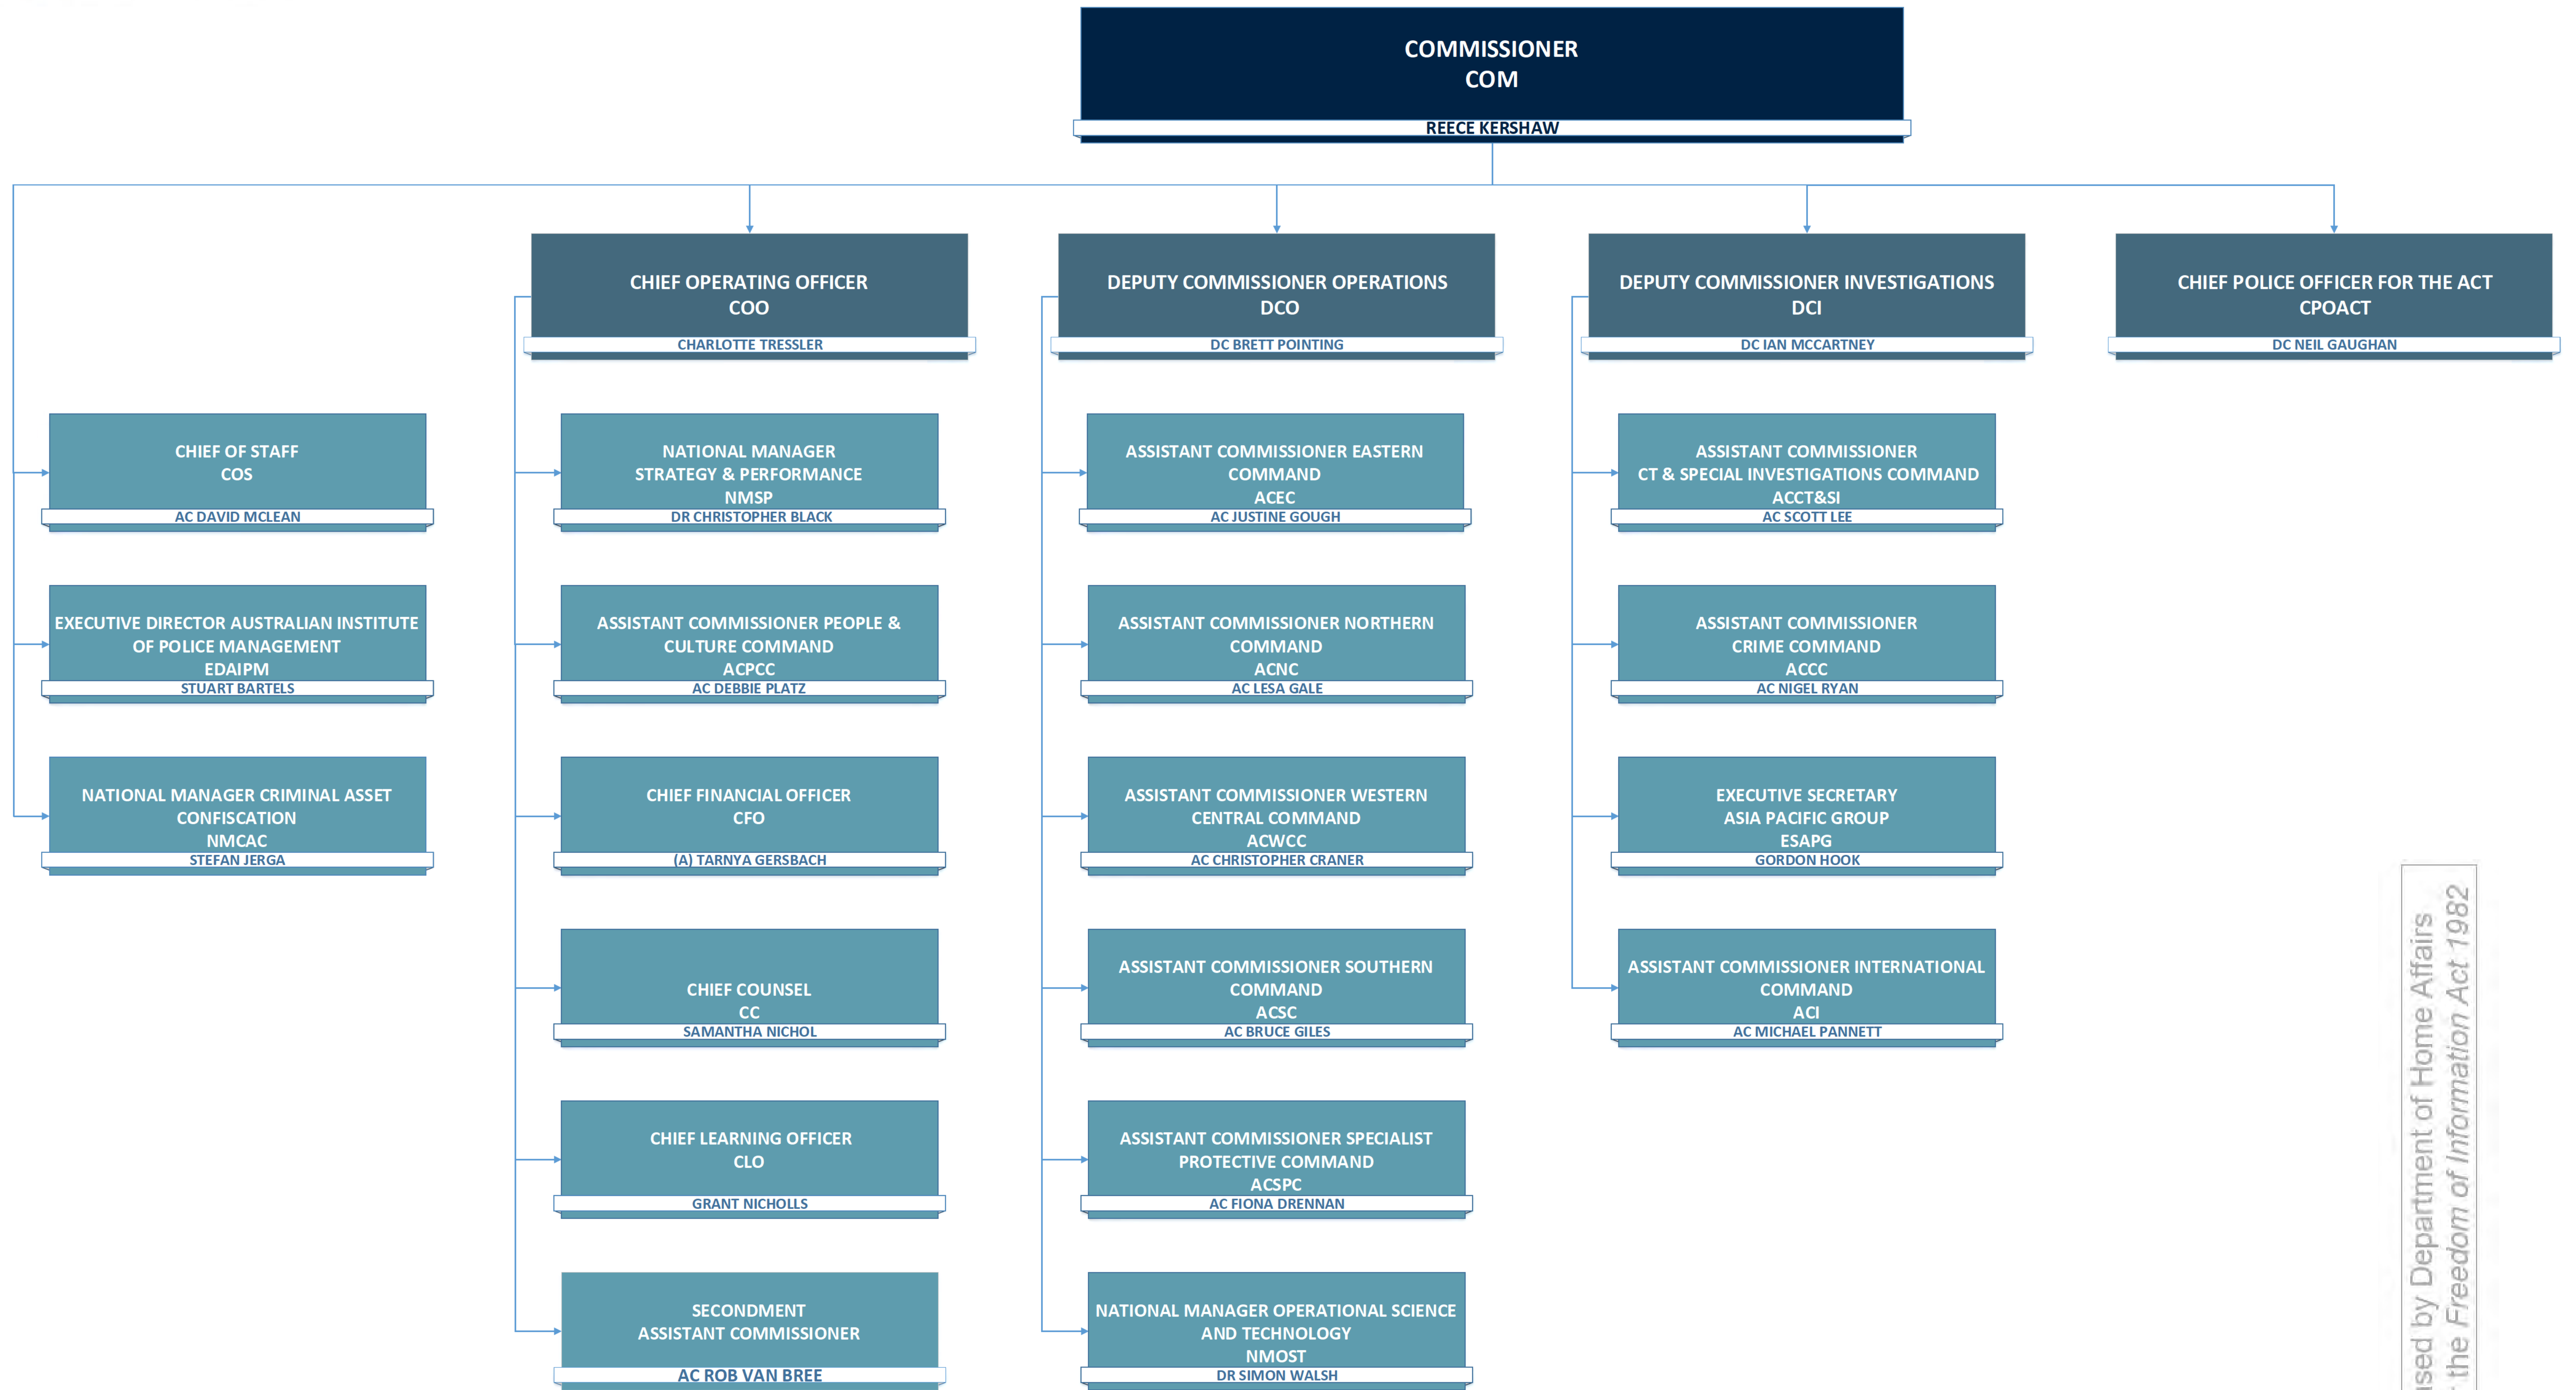 COMMISSIONER
COM
REECE KERSHAW
CHIEF OPERATING OFFICER
COO
CHARLOTTE TRESSLER
DEPUTY COMMISSIONER OPERATIONS
DCO
DC BRETT POINTING
DEPUTY COMMISSIONER INVESTIGATIONS
DCI
DC IAN MCCARTNEY
CHIEF POLICE OFFICER FOR THE ACT
CPOACT
DC NEIL GAUGHAN
CHIEF OF STAFF
COS
AC DAVID MCLEAN
EXECUTIVE DIRECTOR AUSTRALIAN INSTITUTE
OF POLICE MANAGEMENT
EDAIPM
STUART BARTELS
NATIONAL MANAGER CRIMINAL ASSET
CONFISCATION
NMCAC
STEFAN JERGA
NATIONAL MANAGER
STRATEGY & PERFORMANCE
NMSP
DR CHRISTOPHER BLACK
ASSISTANT COMMISSIONER PEOPLE &
CULTURE COMMAND
ACPCC
AC DEBBIE PLATZ
CHIEF FINANCIAL OFFICER
CFO
(A) TARNYA GERSBACH
CHIEF COUNSEL
CC
SAMANTHA NICHOL
CHIEF LEARNING OFFICER
CLO
GRANT NICHOLLS
SECONDMENT
ASSISTANT COMMISSIONER
AC ROB VAN BREE
ASSISTANT COMMISSIONER EASTERN
COMMAND
ACEC
AC JUSTINE GOUGH
ASSISTANT COMMISSIONER NORTHERN
COMMAND
ACNC
AC LESA GALE
ASSISTANT COMMISSIONER WESTERN
CENTRAL COMMAND
ACWCC
AC CHRISTOPHER CRANER
ASSISTANT COMMISSIONER SOUTHERN
COMMAND
ACSC
AC BRUCE GILES
ASSISTANT COMMISSIONER SPECIALIST
PROTECTIVE COMMAND
ACSPC
AC FIONA DRENNAN
NATIONAL MANAGER OPERATIONAL SCIENCE
AND TECHNOLOGY
NMOST
DR SIMON WALSH
ASSISTANT COMMISSIONER
CT & SPECIAL INVESTIGATIONS COMMAND
ACCT&SI
AC SCOTT LEE
ASSISTANT COMMISSIONER
CRIME COMMAND
ACCC
AC NIGEL RYAN
EXECUTIVE SECRETARY
ASIA PACIFIC GROUP
ESAPG
GORDON HOOK
ASSISTANT COMMISSIONER INTERNATIONAL
COMMAND
ACI
AC MICHAEL PANNETT
by Department of Home Affairs
the Freedom of Information Act 1982